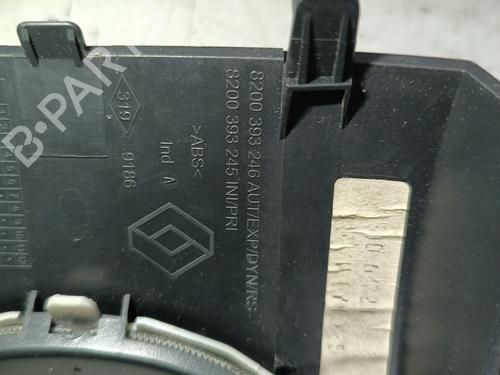 8200 393 246 AUT/EXP/DYN/RS
8200 393 245 INI/PRI
>ABS<
Ind A
9186
319
B-PARTS